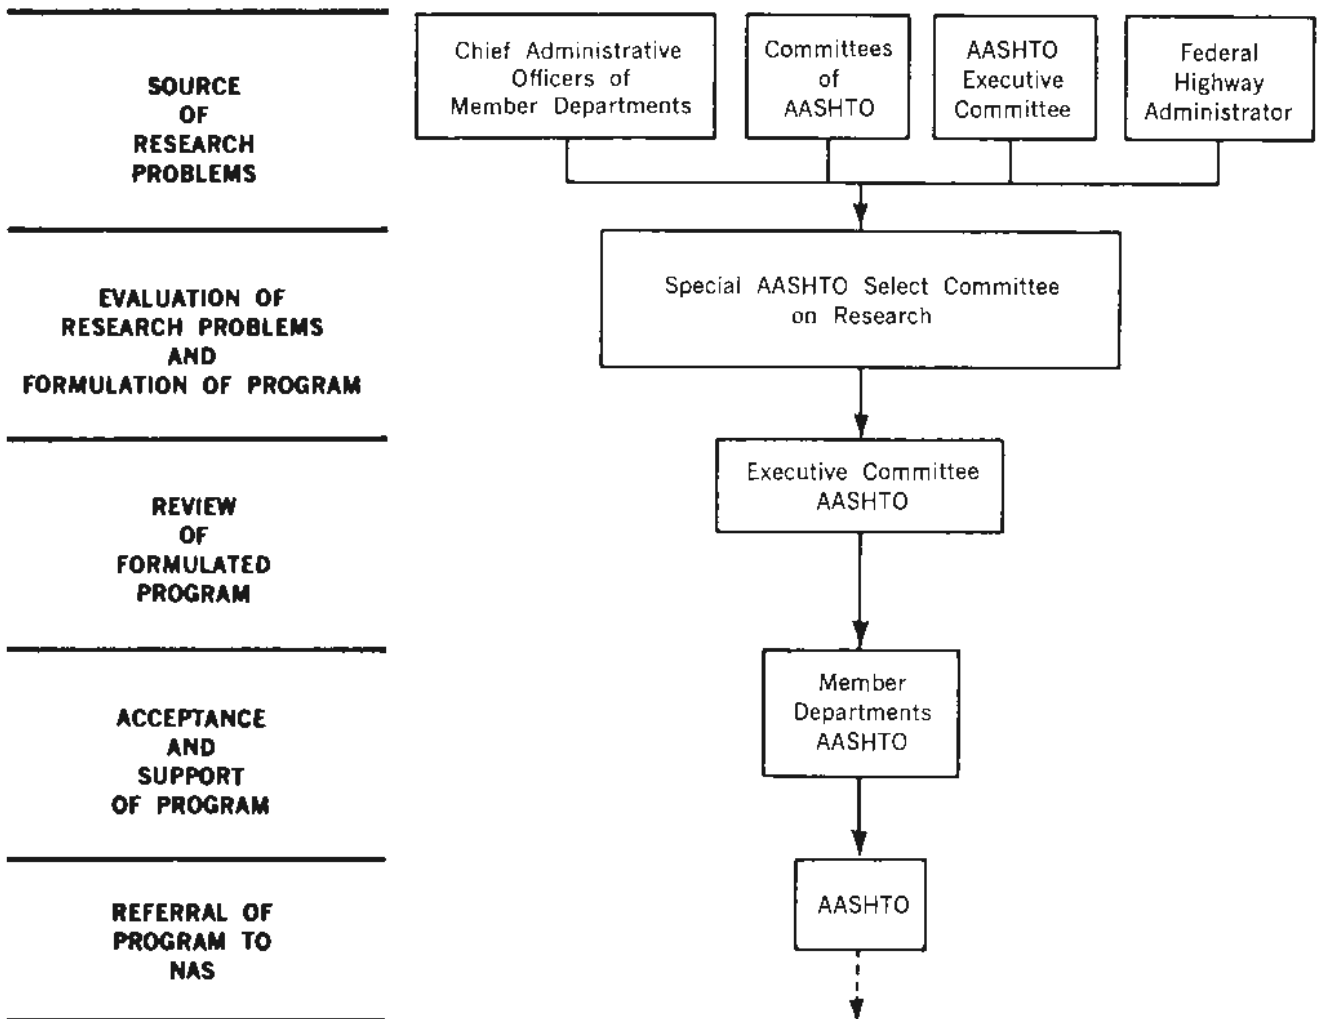 SOURCE
OF
RESEARCH
PROBLEMS
Chief Administrative
Officers of
Member Departments
Committees
of
AASHTO
AASHTO
Executive
Committee
Federal
Highway
Administrator
EVALUATION OF
RESEARCH PROBLEMS
AND
FORMULATION OF PROGRAM
Special AASHTO Select Committee
on Research
REVIEW
OF
FORMULATED
PROGRAM
Executive Committee
AASHTO
ACCEPTANCE
AND
SUPPORT
OF PROGRAM
Member
Departments
AASHTO
REFERRAL OF
PROGRAM TO
NAS
AASHTO